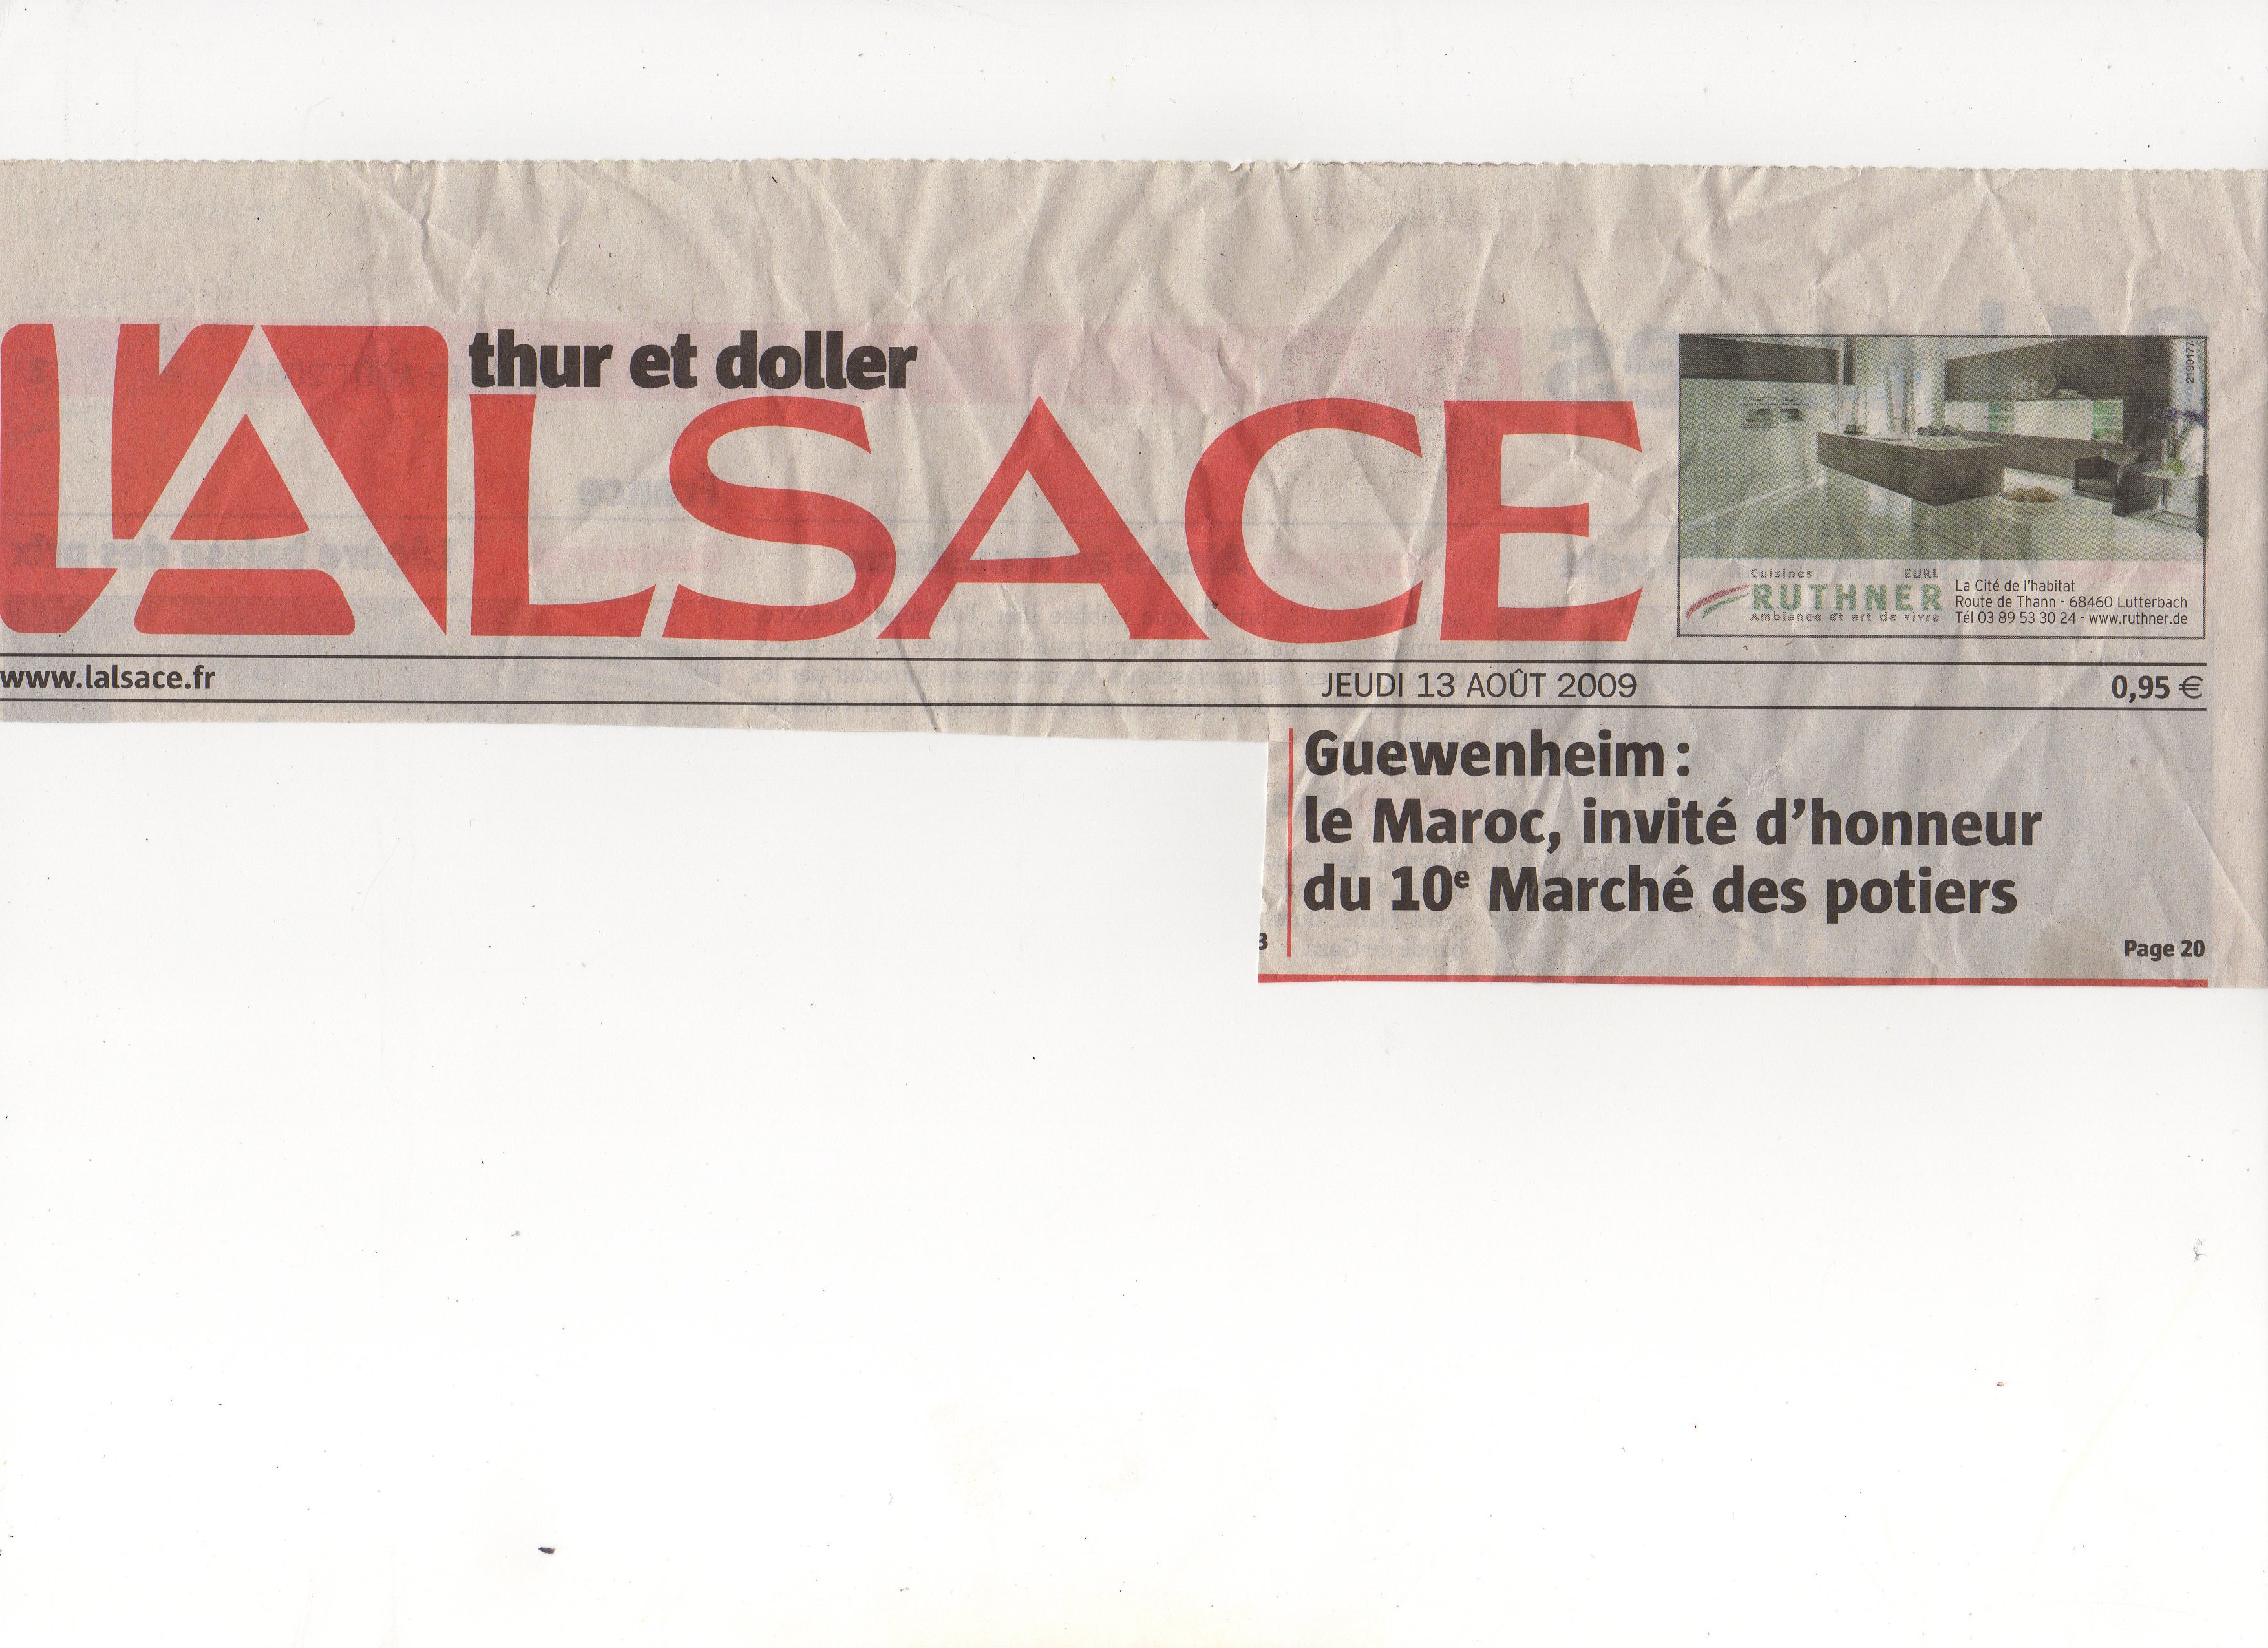 thur et doller
L'ALSACE
2190177
Cuisines EURL
RUTHNER
Ambiance et art de vivre
La Cité de l'habitat
Route de Thann - 68460 Lutterbach
Tél 03 89 53 30 24 - www.ruthner.de
www.lalsace.fr JEUDI 13 AOÛT 2009 0,95 €
Guewenheim :
le Maroc, invité d'honneur
du 10e Marché des potiers
3
Page 20